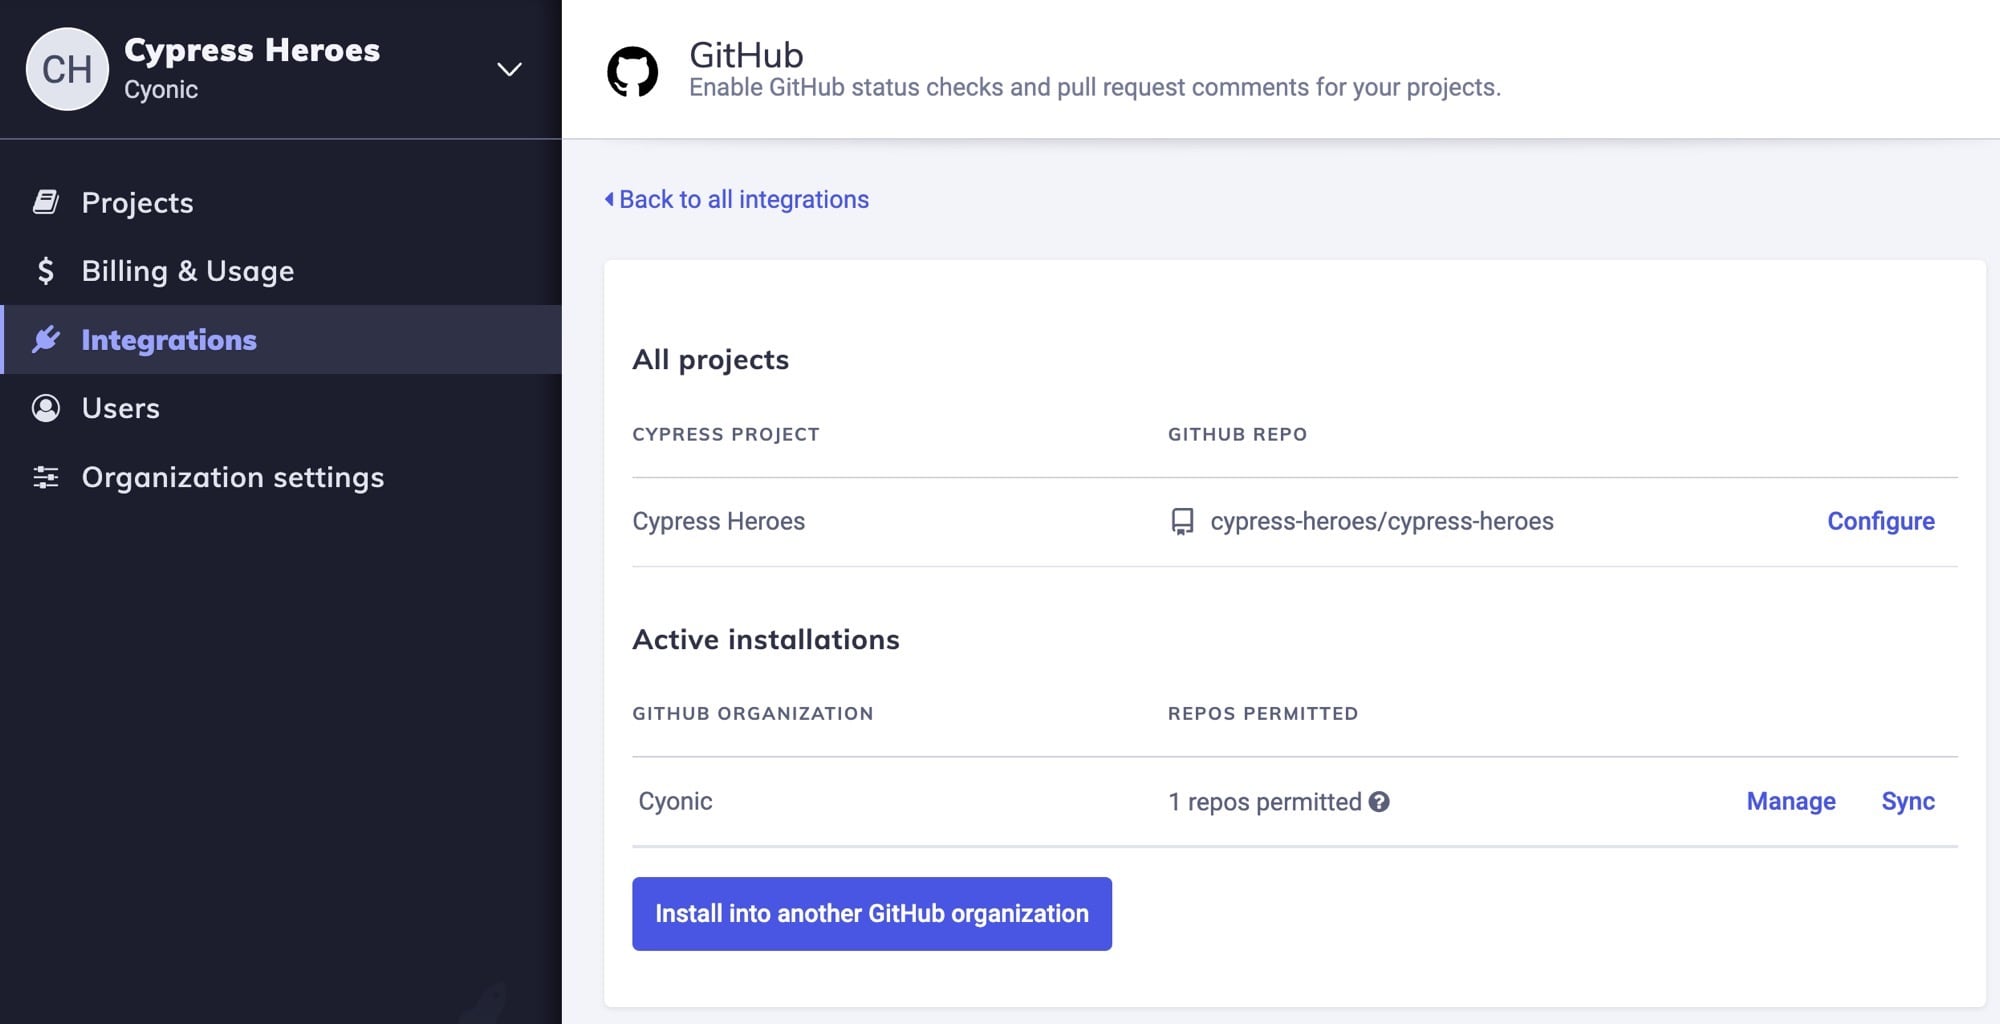 CH
Cypress Heroes
Cyonic
Projects
Billing & Usage
Integrations
Users
Organization settings
GitHub
Enable GitHub status checks and pull request comments for your projects.
Back to all integrations
All projects
CYPRESS PROJECT GITHUB REPO
Cypress Heroes cypress-heroes/cypress-heroes Configure
Active installations
GITHUB ORGANIZATION REPOS PERMITTED
Cyonic 1 repos permitted ? Manage Sync
Install into another GitHub organization